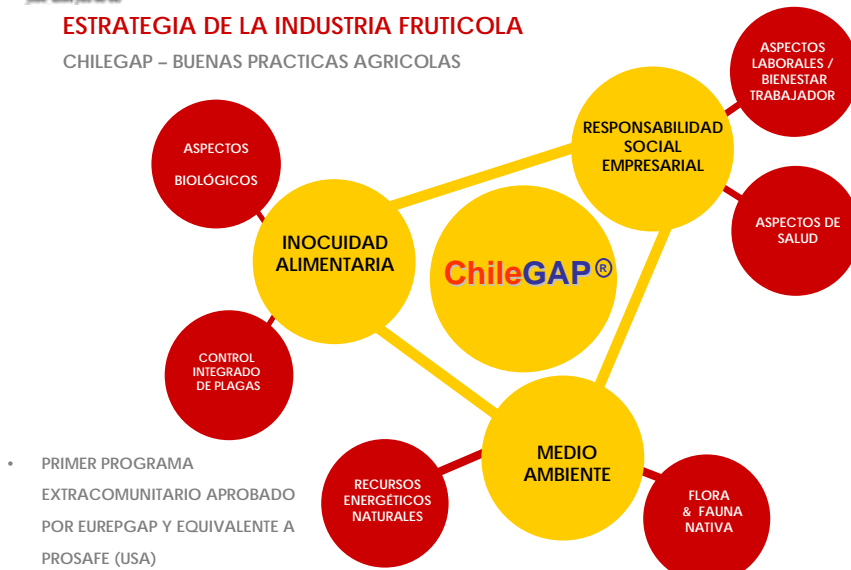 ESTRATEGIA DE LA INDUSTRIA FRUTICOLA
CHILEGAP – BUENAS PRACTICAS AGRICOLAS
ASPECTOS
LABORALES /
BIENESTAR
TRABAJADOR
RESPONSABILIDAD
SOCIAL
EMPRESARIAL
ASPECTOS
BIOLÓGICOS
ASPECTOS DE
SALUD
INOCUIDAD
ALIMENTARIA
ChileGAP®
CONTROL
INTEGRADO
DE PLAGAS
MEDIO
AMBIENTE
RECURSOS
ENERGÉTICOS
NATURALES
FLORA
& FAUNA
NATIVA
• PRIMER PROGRAMA
EXTRACOMUNITARIO APROBADO
POR EUREPGAP Y EQUIVALENTE A
PROSAFE (USA)